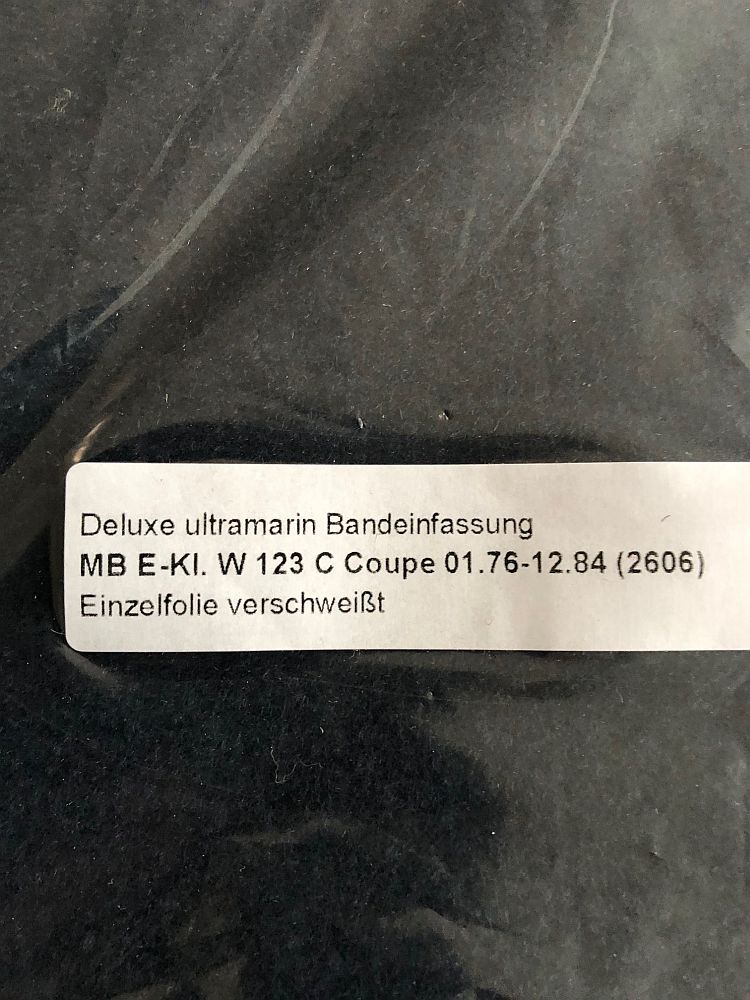 Deluxe ultramarin Bandeinfassung
MB E-Kl. W 123 C Coupe 01.76-12.84 (2606)
Einzelfolie verschweißt